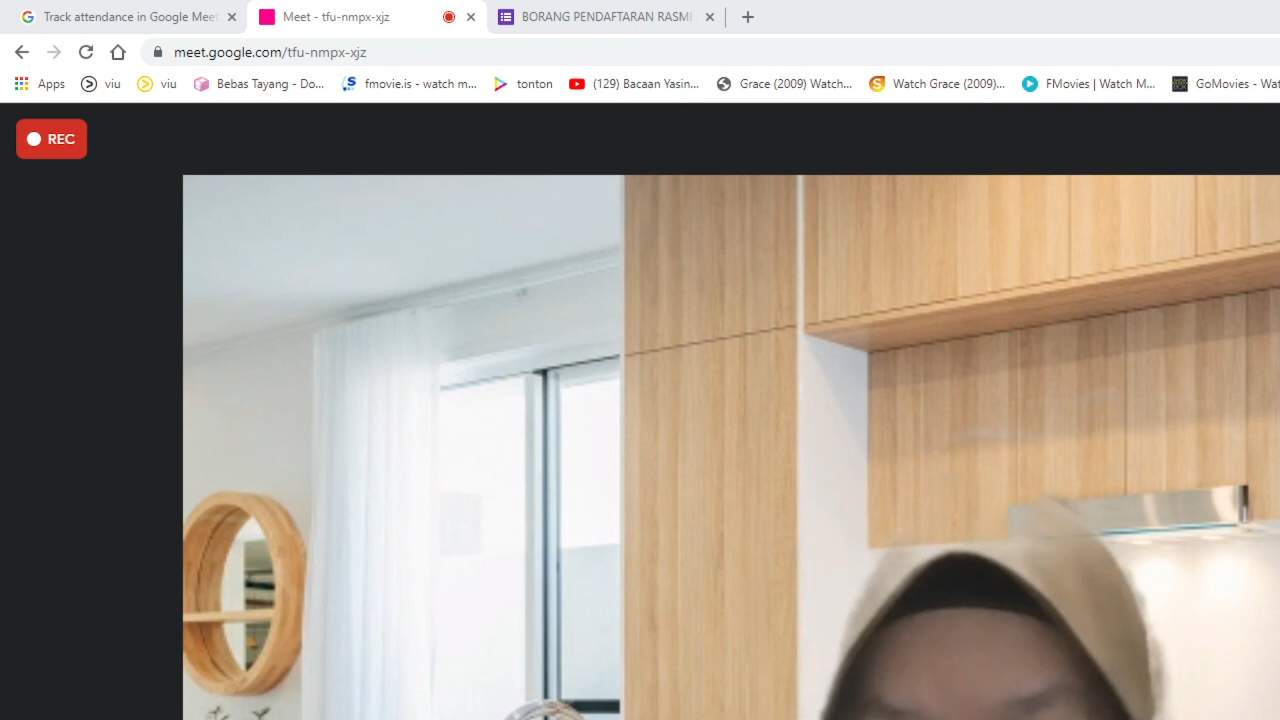 Track attendance in Google Meet
Meet - tfu-nmpx-xjz
BORANG PENDAFTARAN RASMI
meet.google.com/tfu-nmpx-xjz
Apps viu viu Bebas Tayang - Do... fmovie.is - watch m... tonton (129) Bacaan Yasin... Grace (2009) Watch... Watch Grace (2009)... FMovies | Watch M... GoMovies - Wat
REC